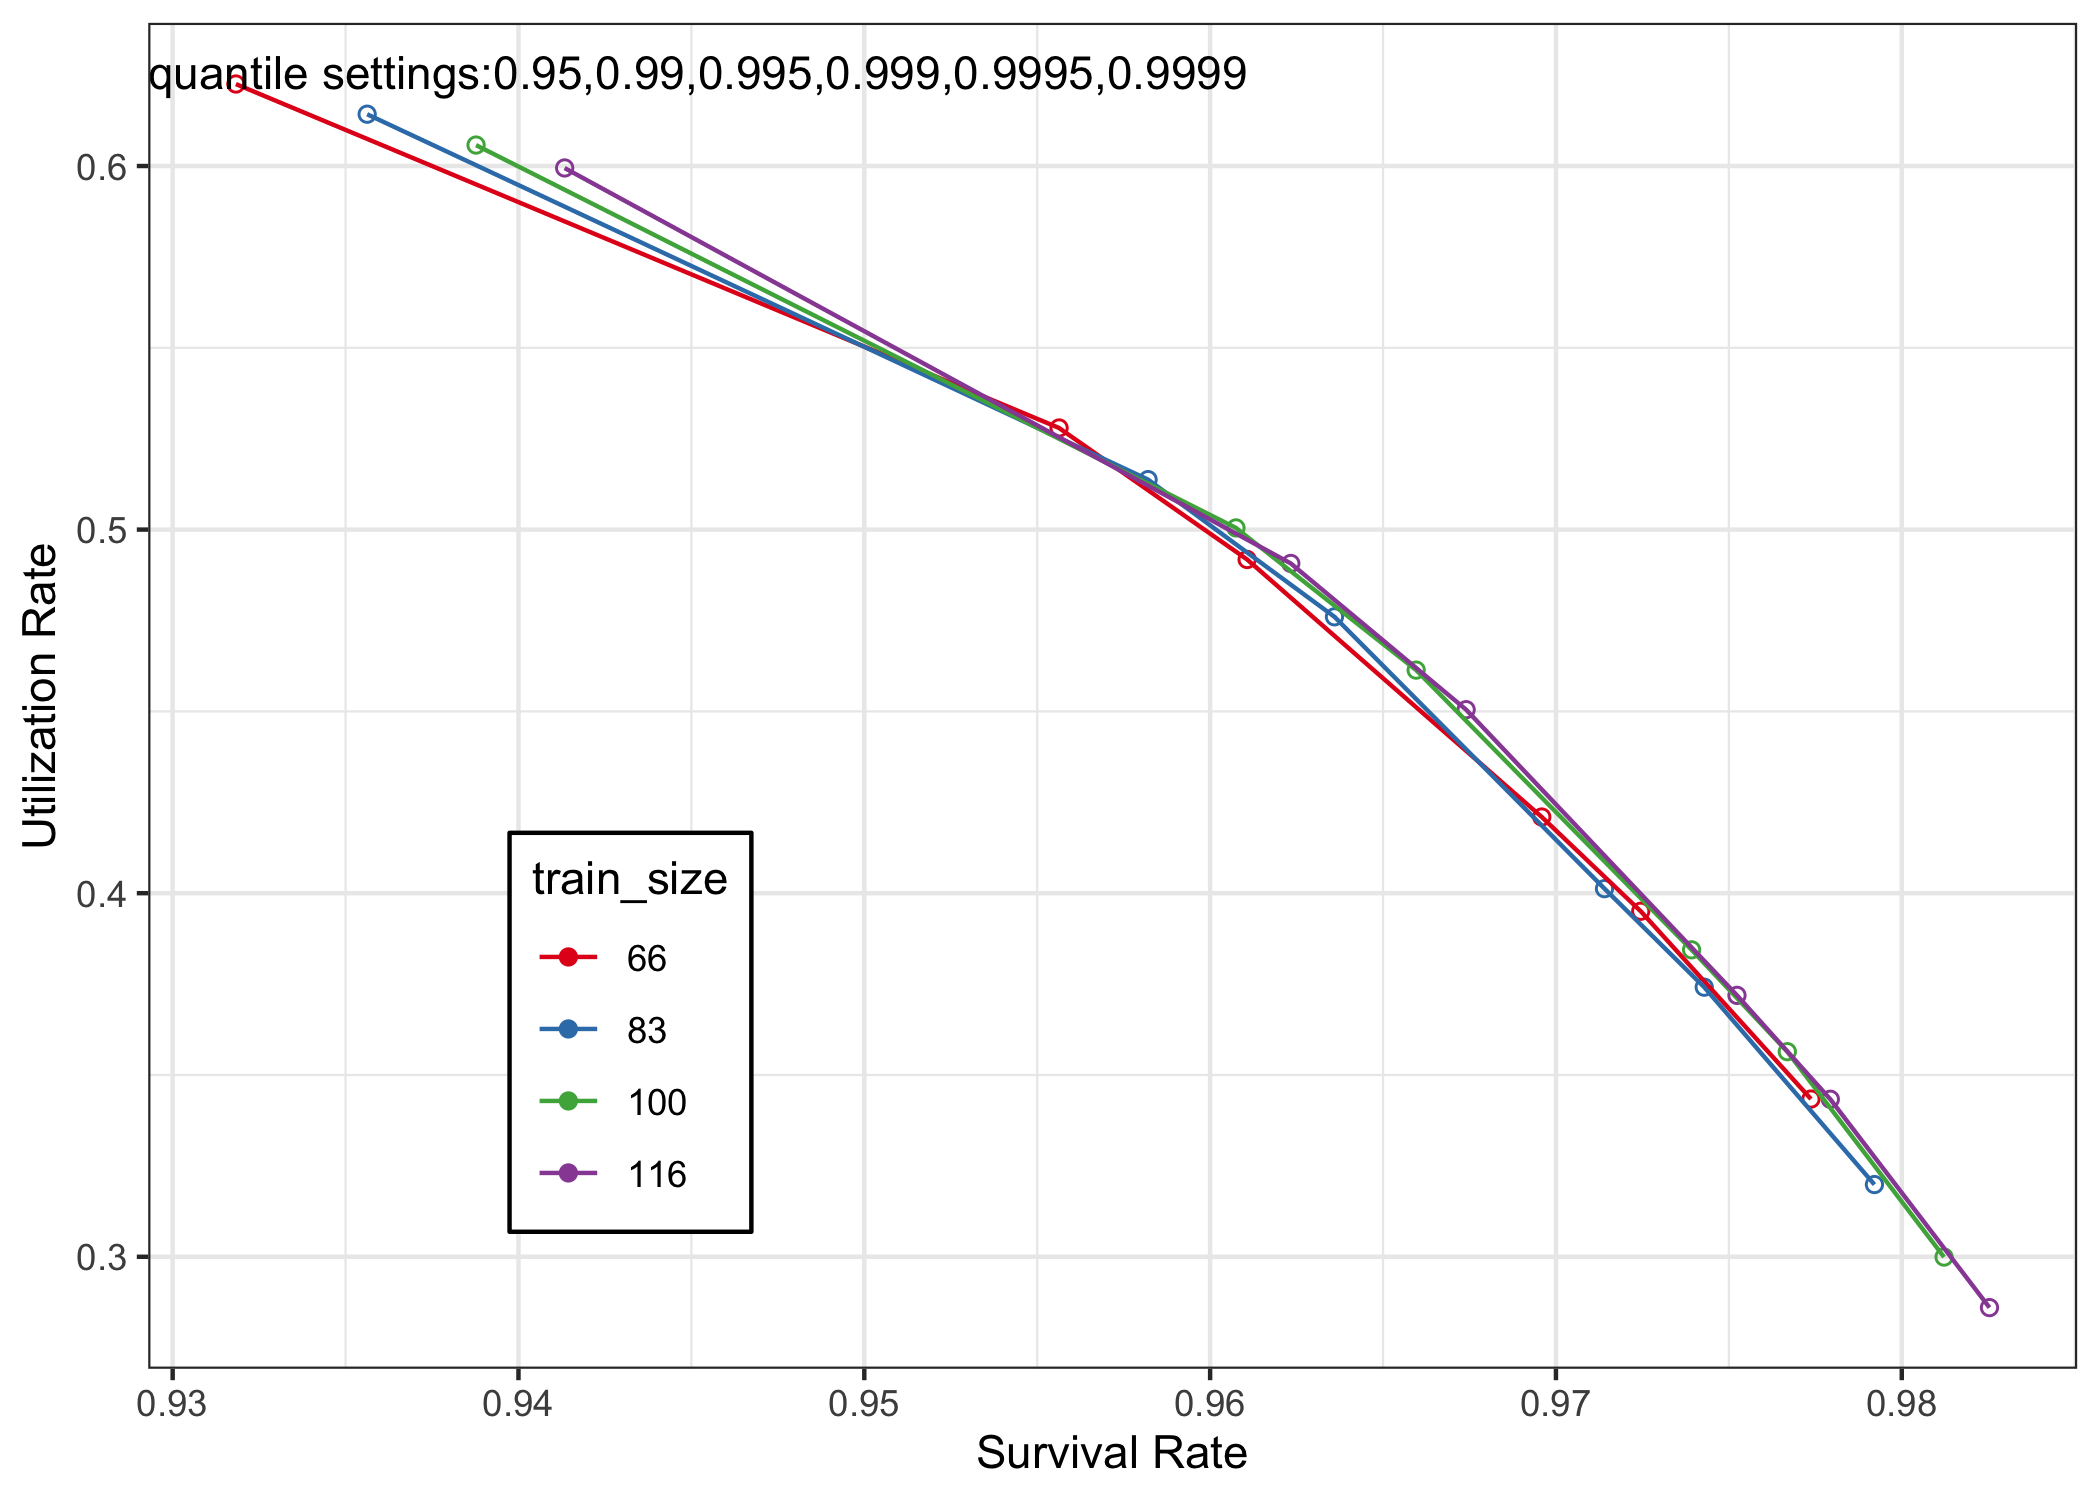 quantile settings:0.95,0.99,0.995,0.999,0.9995,0.9999
0.6
0.5
0.4
0.3
Utilization Rate
train_size
66
83
100
116
0.93 0.94 0.95 0.96 0.97 0.98
Survival Rate